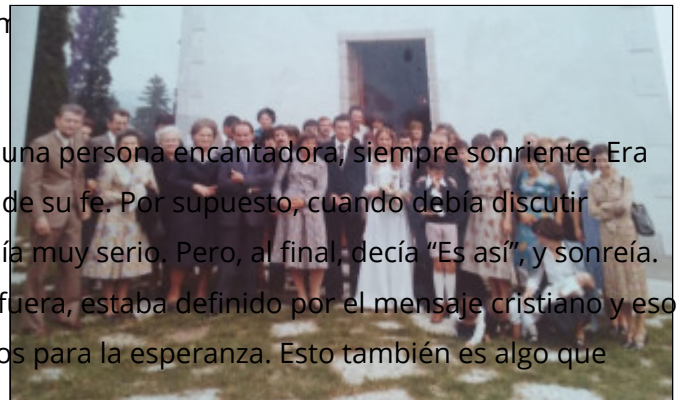 una persona encantadora, siempre sonriente. Era
de su fe. Por supuesto, cuando debía discutir
ía muy serio. Pero, al final, decía “Es así”, y sonreía.
fuera, estaba definido por el mensaje cristiano y eso
os para la esperanza. Esto también es algo que